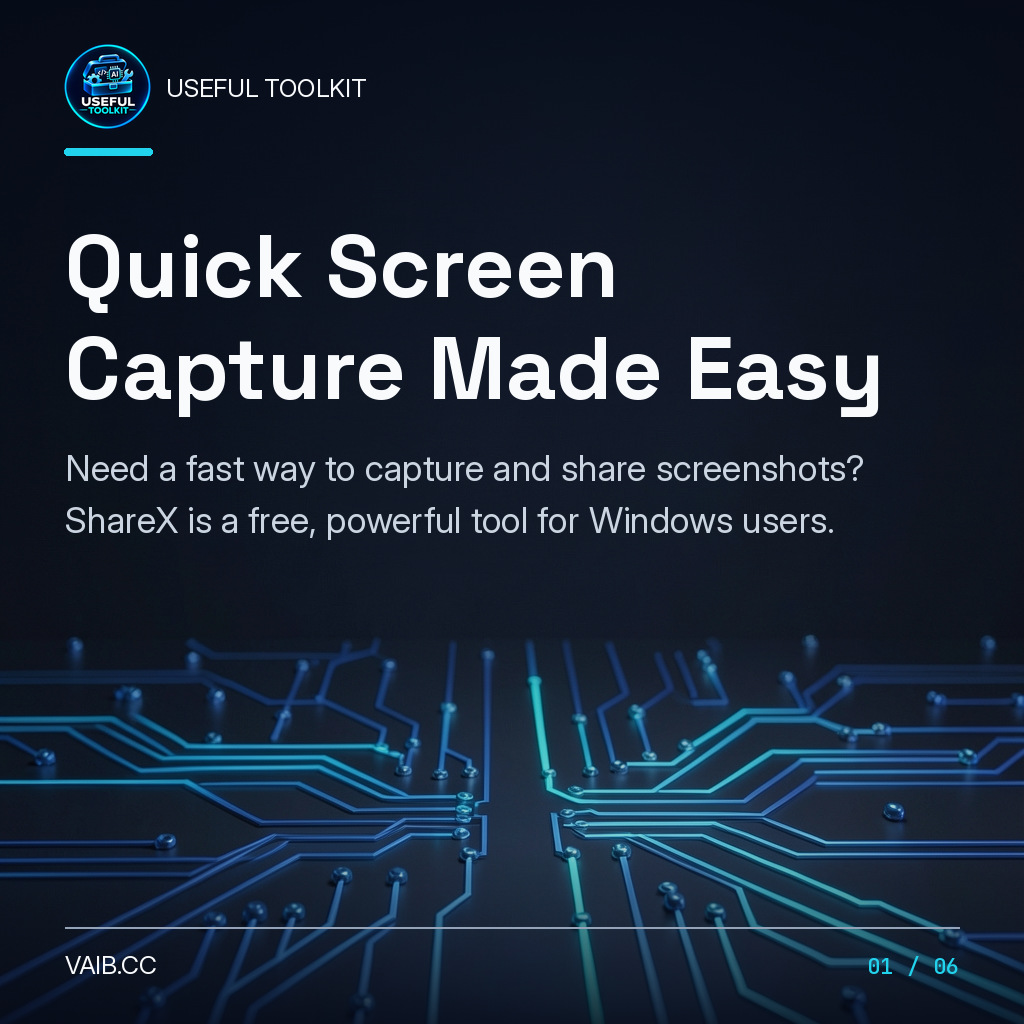 AI
USEFUL
TOOLKIT
USEFUL TOOLKIT
Quick Screen
Capture Made Easy
Need a fast way to capture and share screenshots?
ShareX is a free, powerful tool for Windows users.
VAIB.CC
01 / 06